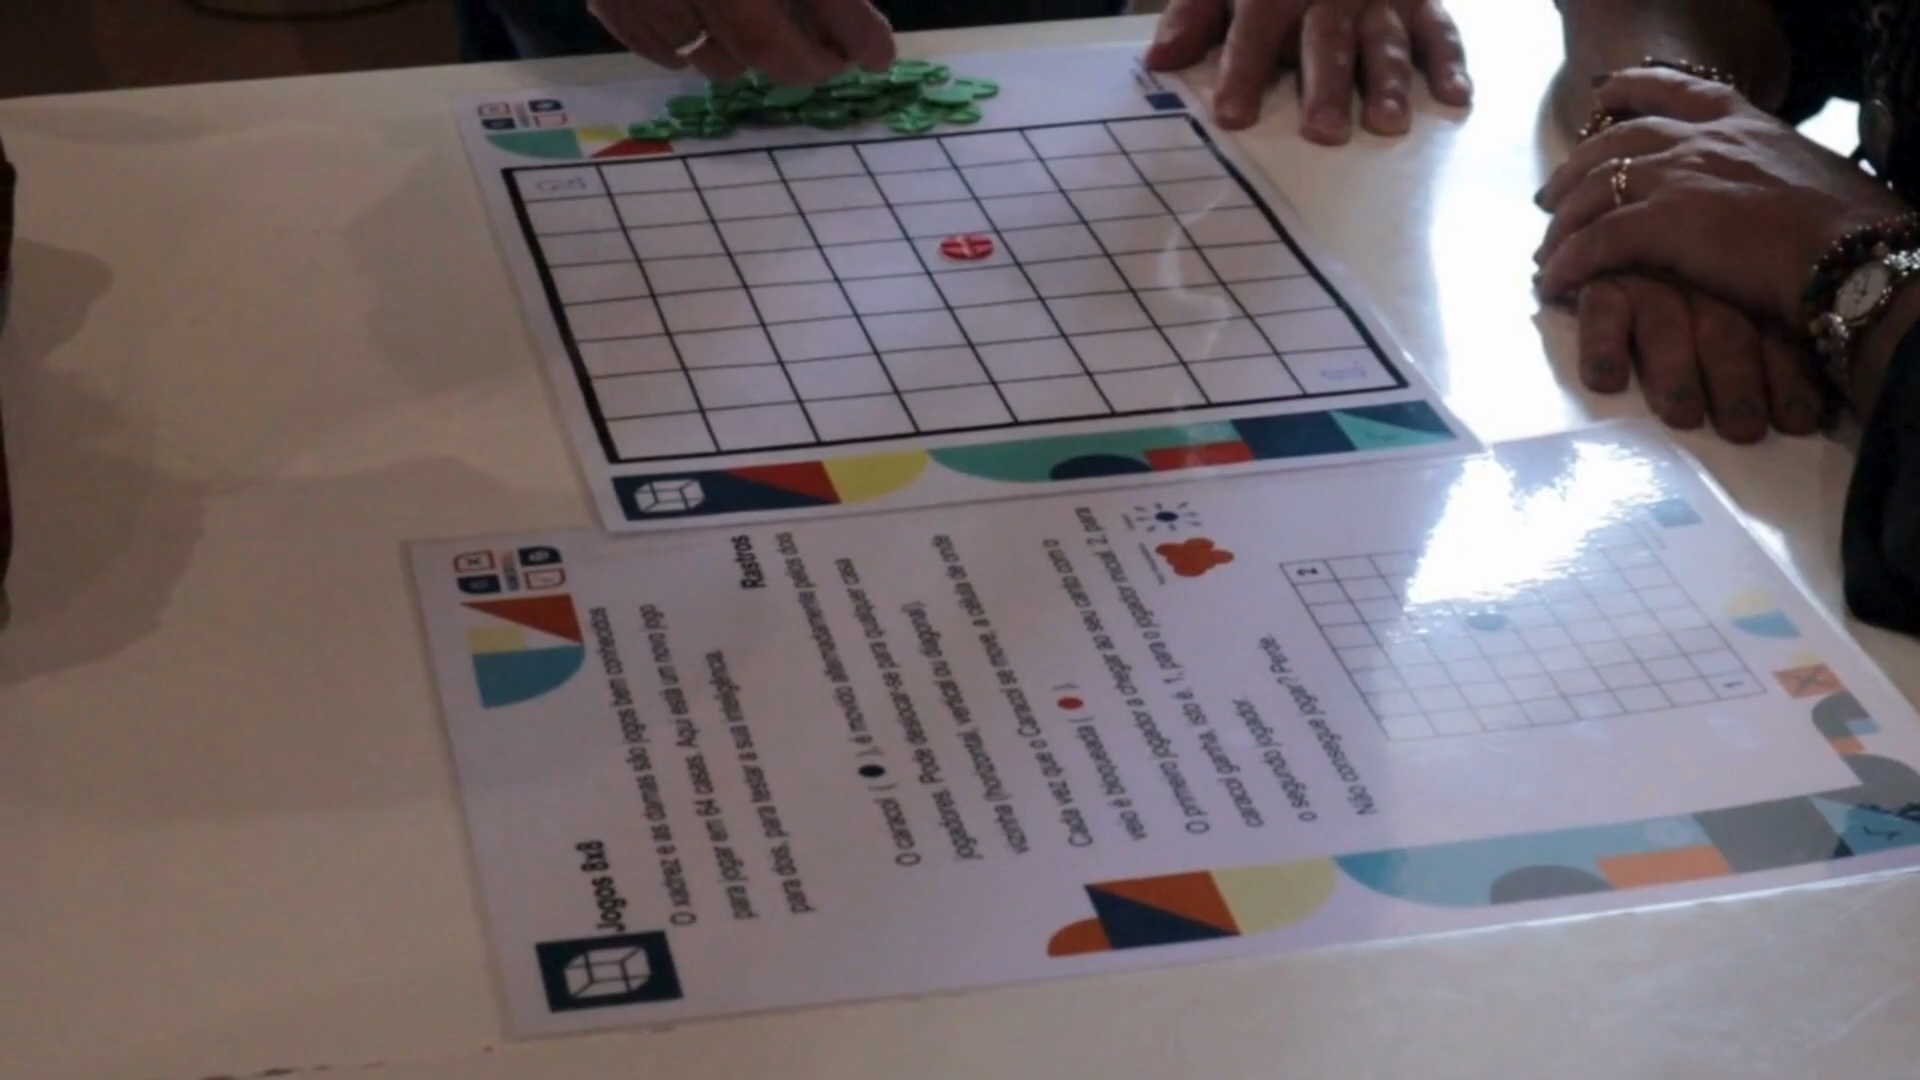 Jogos 8x8
O xadrez e as damas são jogos bem conhecidos
para jogar em 64 casas. Aqui está um novo jogo
para dois, para testar a sua inteligência.
Rastros
O caracol ( ), é movido alternadamente pelos dois
jogadores. Pode deslocar-se para qualquer casa
vizinha (horizontal, vertical ou diagonal).
Cada vez que o Caracol se move, a célula de onde
veio é bloqueada ( )
O primeiro jogador a chegar ao seu canto com o
caracol ganha, isto é 1, para o jogador inicial, 2, para
o segundo jogador.
Não consegue jogar? Perde.
2
1
2
1